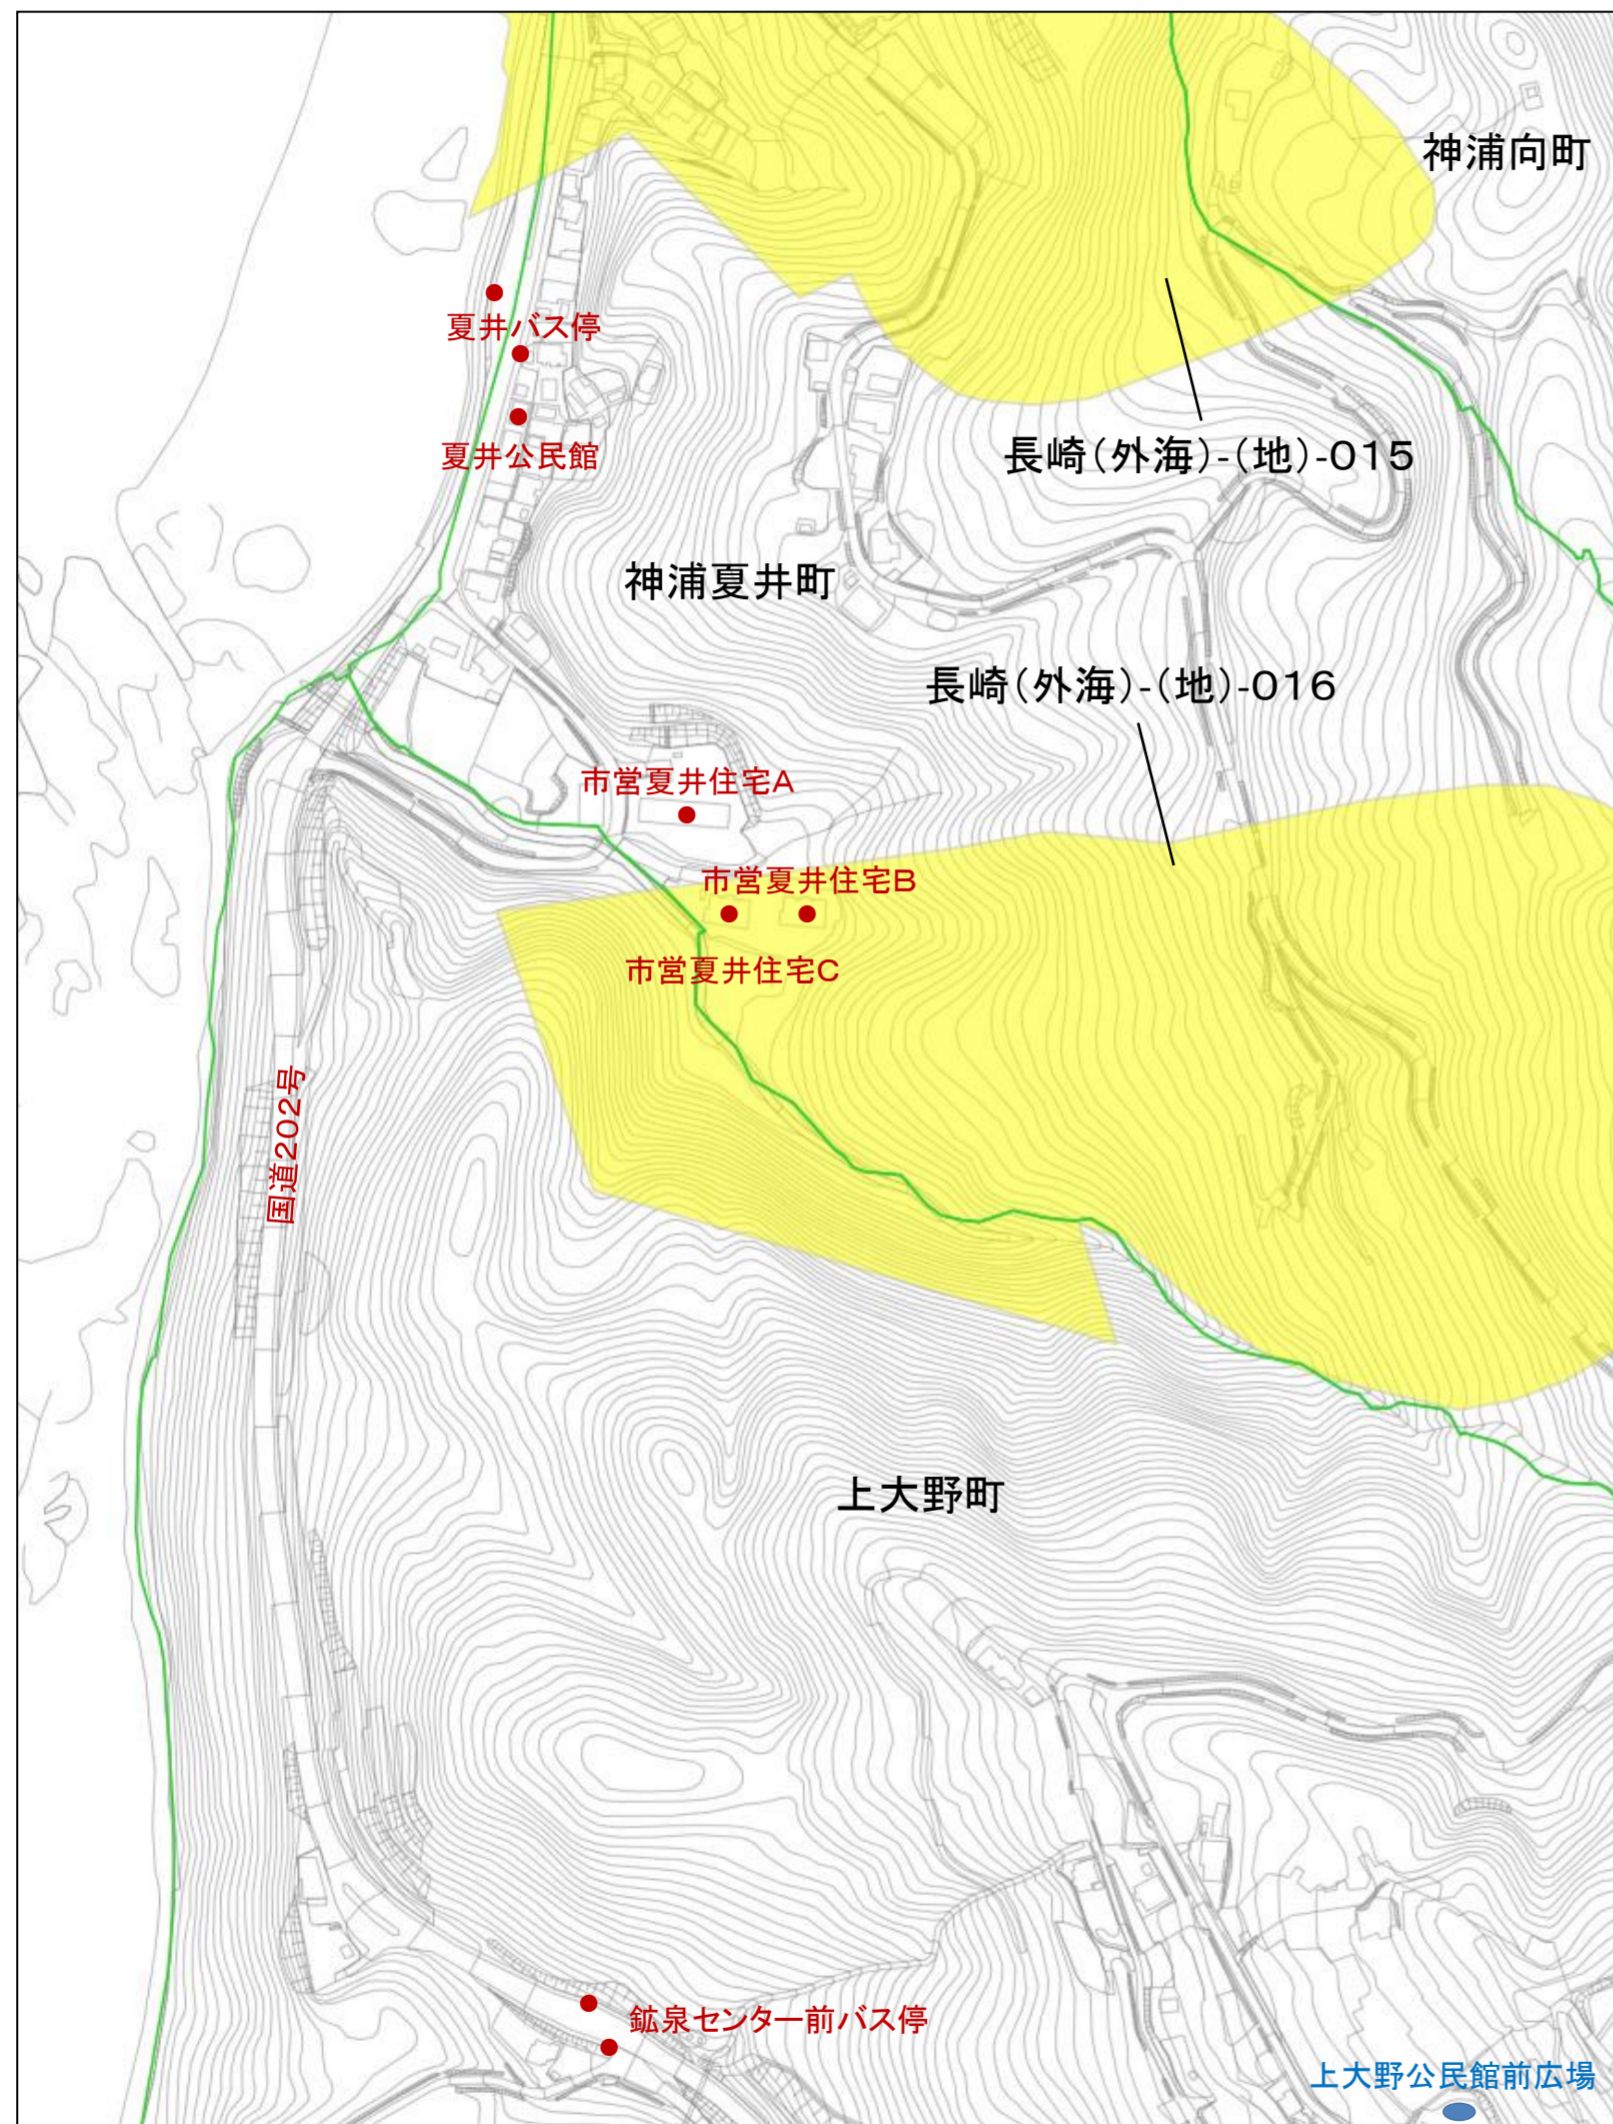 神浦向町
夏井バス停
夏井公民館
長崎（外海）-（地）-０１５
神浦夏井町
長崎（外海）-（地）-０１６
市営夏井住宅A
市営夏井住宅B
市営夏井住宅C
国道２０２号
上大野町
鉱泉センター前バス停
上大野公民館前広場